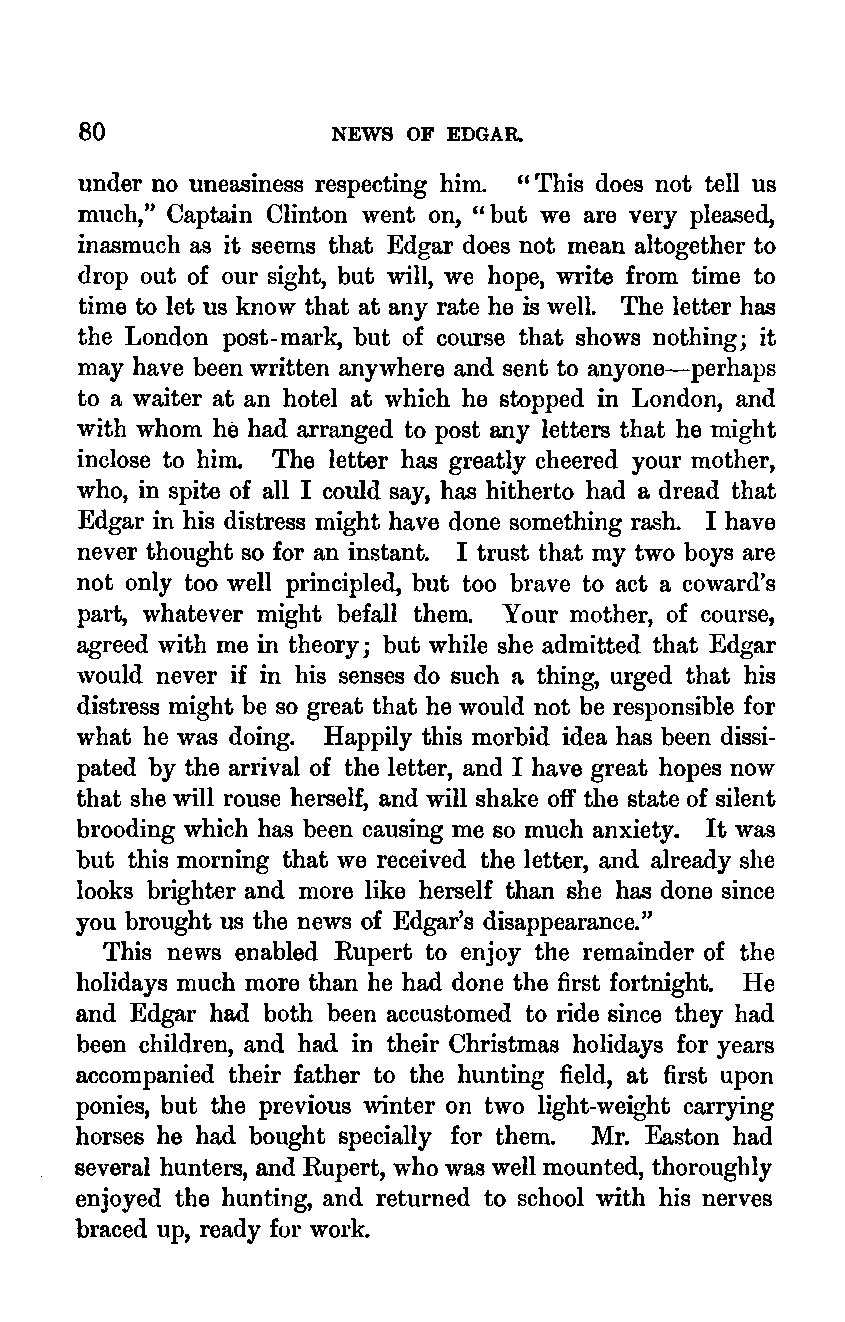 80 NEWS OF EDGAR.
under no uneasiness respecting him. "This does not tell us
much," Captain Clinton went on, "but we are very pleased,
inasmuch as it seems that Edgar does not mean altogether to
drop out of our sight, but will, we hope, write from time to
time to let us know that at any rate he is well. The letter has
the London post-mark, but of course that shows nothing; it
may have been written anywhere and sent to anyone—perhaps
to a waiter at an hotel at which he stopped in London, and
with whom he had arranged to post any letters that he might
inclose to him. The letter has greatly cheered your mother,
who, in spite of all I could say, has hitherto had a dread that
Edgar in his distress might have done something rash. I have
never thought so for an instant. I trust that my two boys are
not only too well principled, but too brave to act a coward's
part, whatever might befall them. Your mother, of course,
agreed with me in theory; but while she admitted that Edgar
would never if in his senses do such a thing, urged that his
distress might be so great that he would not be responsible for
what he was doing. Happily this morbid idea has been dissi-
pated by the arrival of the letter, and I have great hopes now
that she will rouse herself, and will shake off the state of silent
brooding which has been causing me so much anxiety. It was
but this morning that we received the letter, and already she
looks brighter and more like herself than she has done since
you brought us the news of Edgar's disappearance."
This news enabled Rupert to enjoy the remainder of the
holidays much more than he had done the first fortnight. He
and Edgar had both been accustomed to ride since they had
been children, and had in their Christmas holidays for years
accompanied their father to the hunting field, at first upon
ponies, but the previous winter on two light-weight carrying
horses he had bought specially for them. Mr. Easton had
several hunters, and Rupert, who was well mounted, thoroughly
enjoyed the hunting, and returned to school with his nerves
braced up, ready for work.